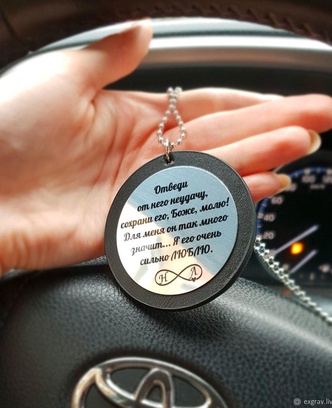 Отведи
от него неудачу,
сохрани его, Боже, молю!
Для меня он так много
значит... Я его очень
сильно ЛЮБЛЮ.
Н Л
exgrav.liv